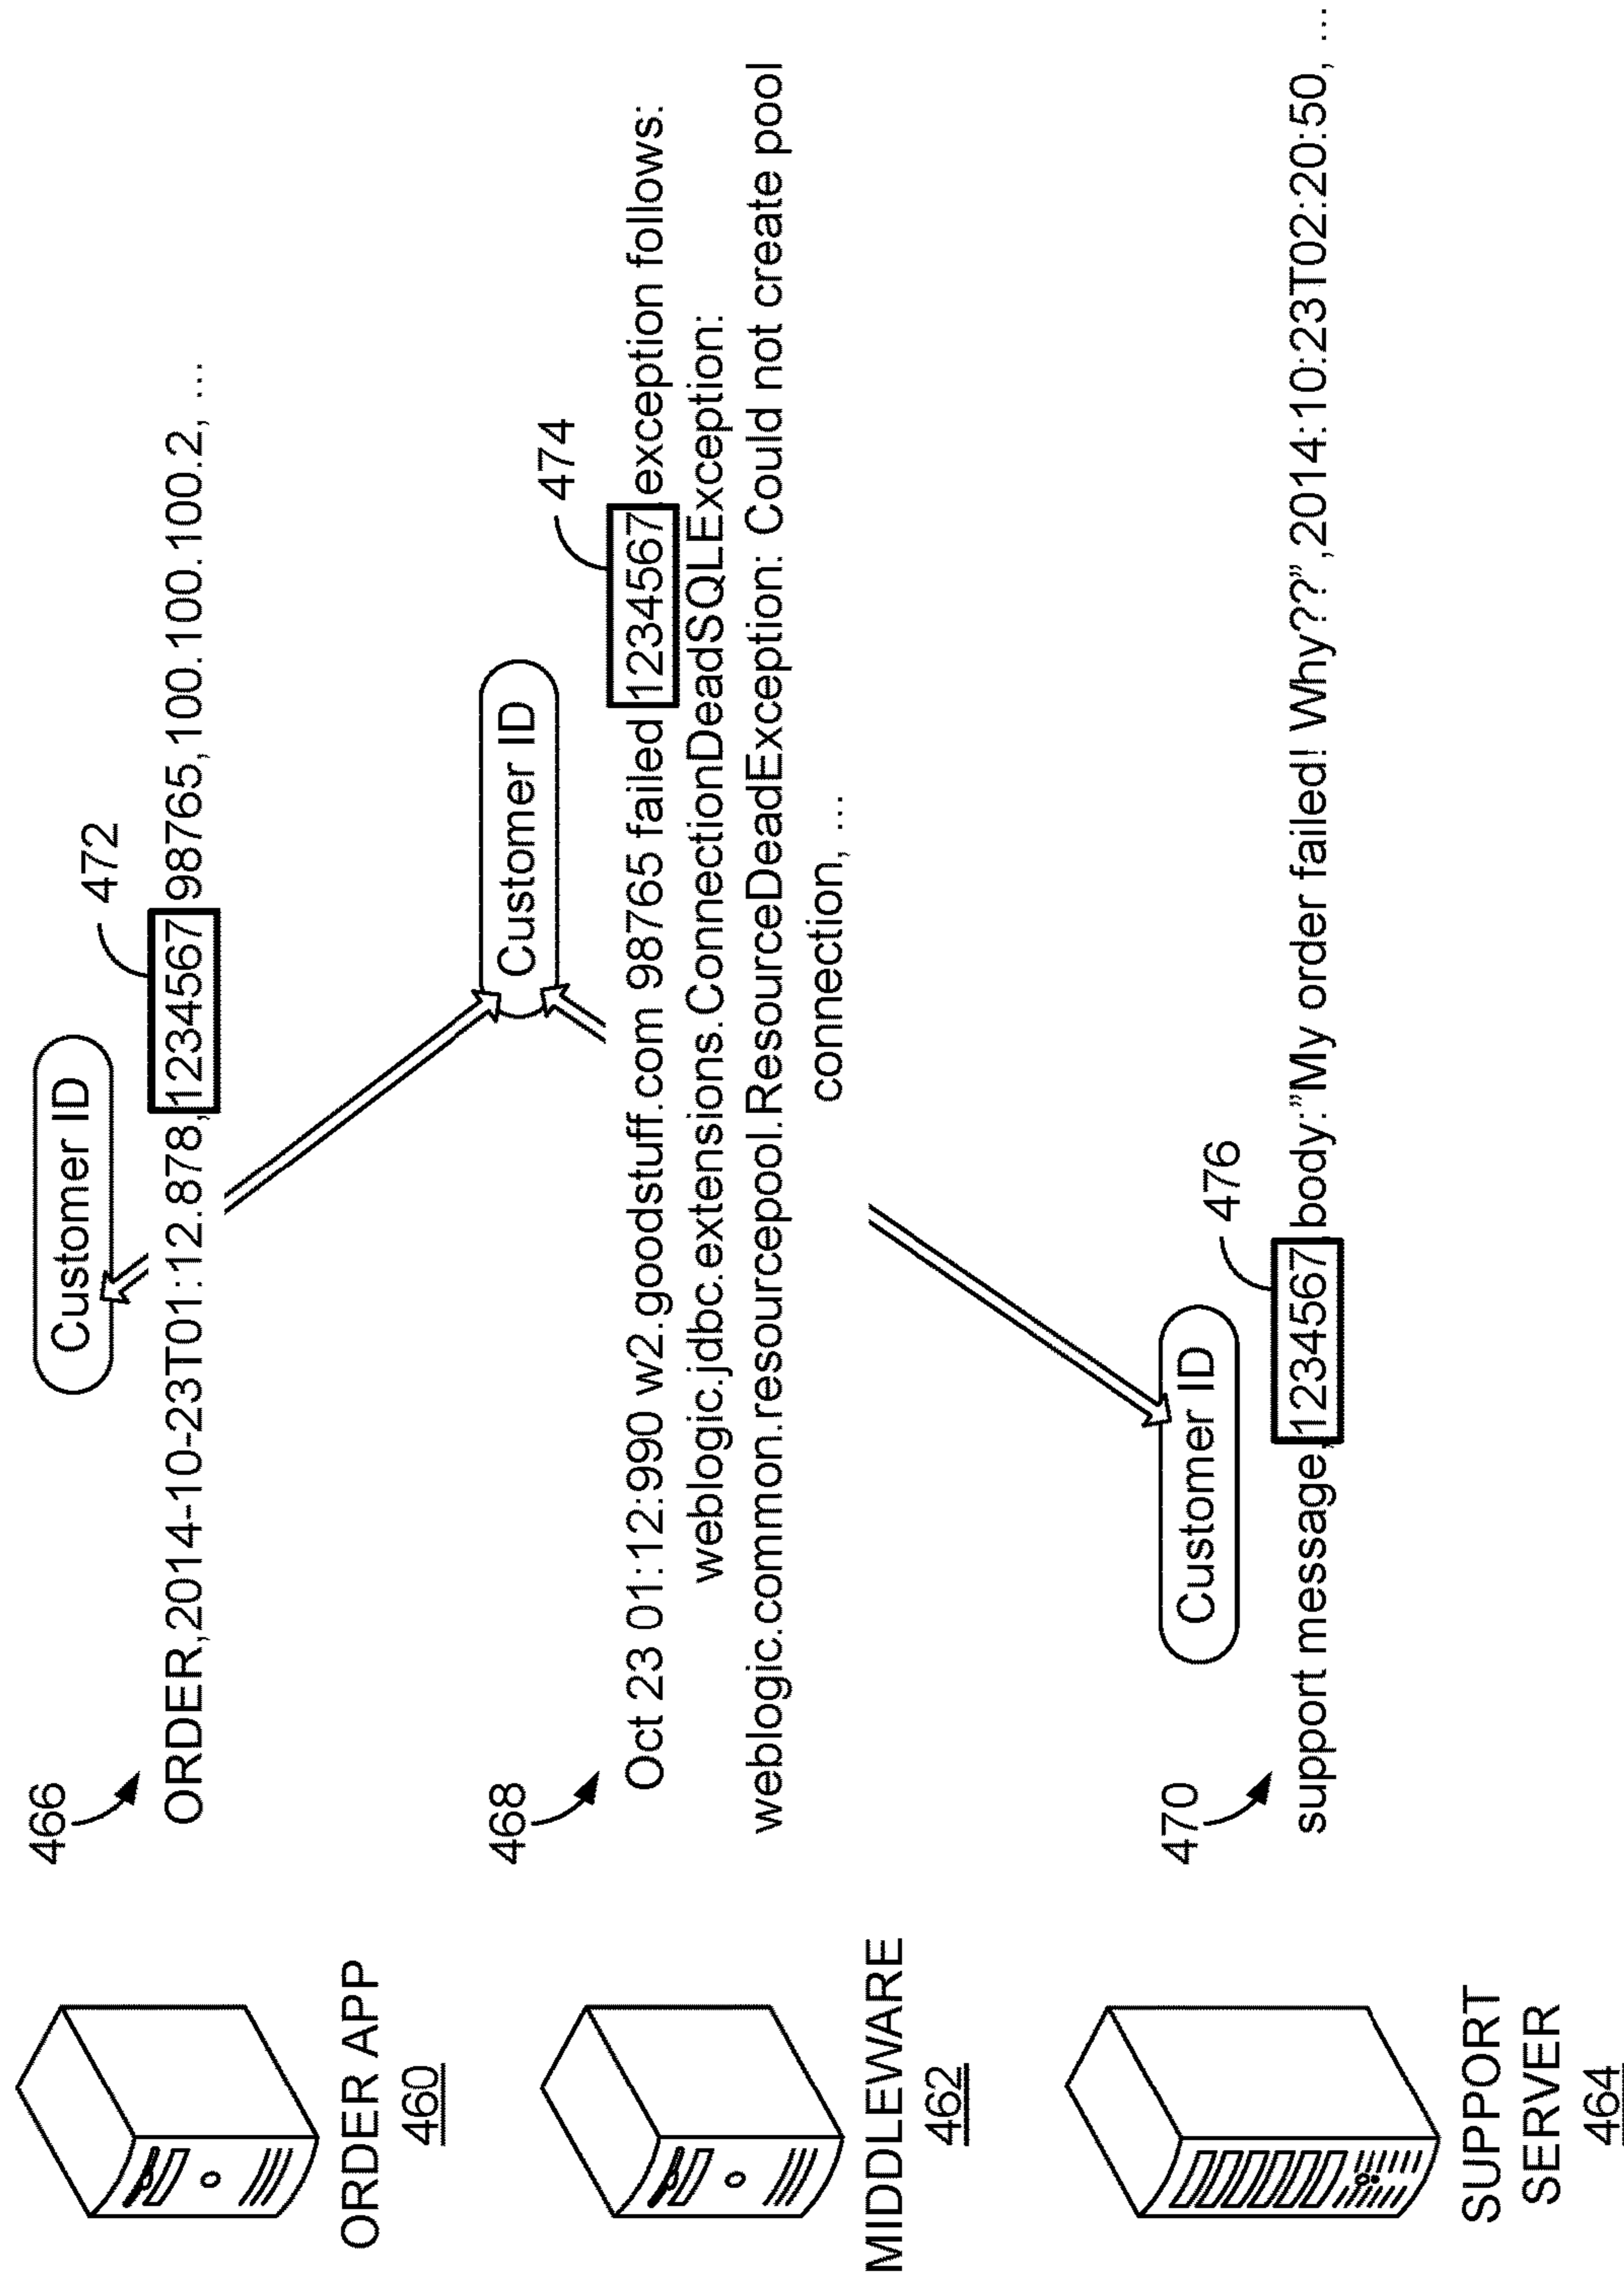 ORDER APP
460
466
Customer ID
472
ORDER,2014-10-23T01:12.878,1234567 98765,100.100.100.2, ...
MIDDLEWARE
462
468
Customer ID
474
Oct 23 01:12:990 w2.goodstuff.com 98765 failed 1234567 exception follows:
weblogic.jdbc.extensions.ConnectionDeadSQLException:
weblogic.common.resourcepool.ResourceDeadException: Could not create pool
connection, ...
SUPPORT
SERVER
464
470
Customer ID
476
support message,1234567 body:”My order failed! Why??”,2014:10:23T02:20:50, ...